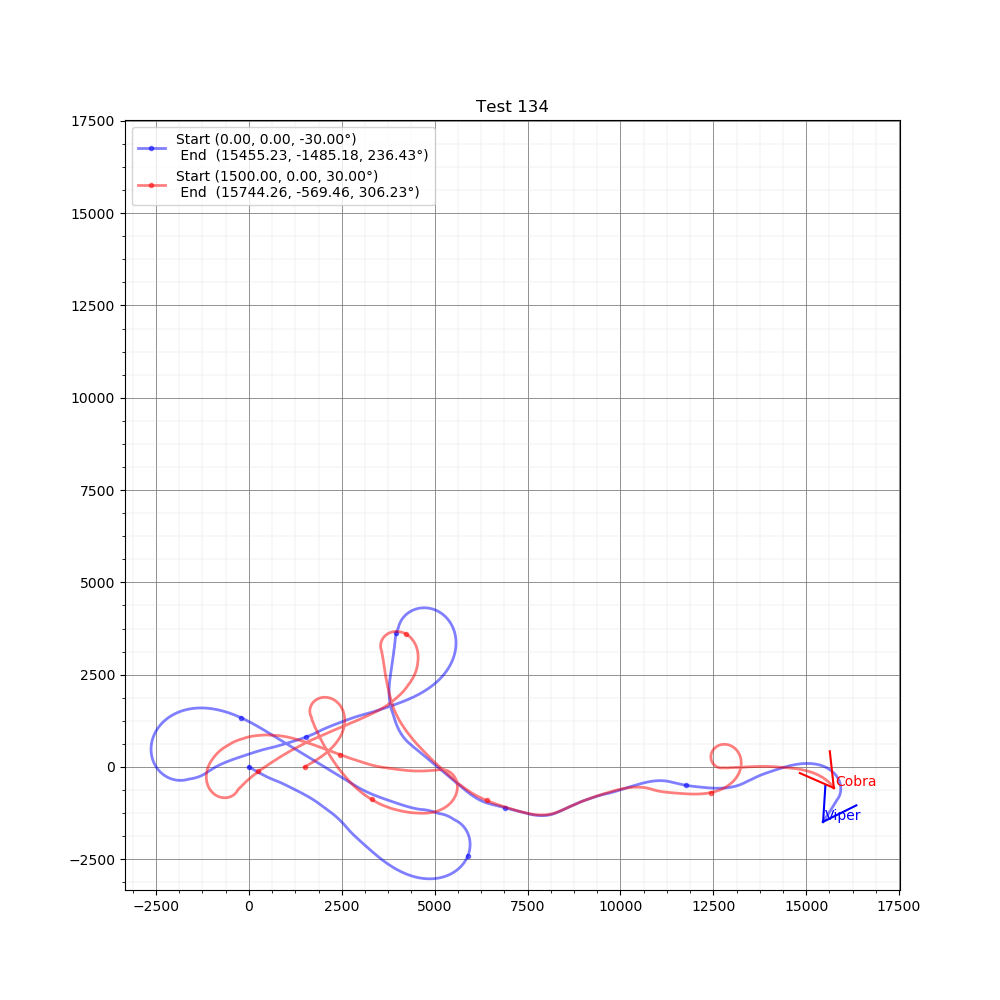 Test 134
Start (0.00, 0.00, -30.00°)
End (15455.23, -1485.18, 236.43°)
Start (1500.00, 0.00, 30.00°)
End (15744.26, -569.46, 306.23°)
17500
15000
12500
10000
7500
5000
2500
0
−2500
Cobra
Viper
−2500 0 2500 5000 7500 10000 12500 15000 17500